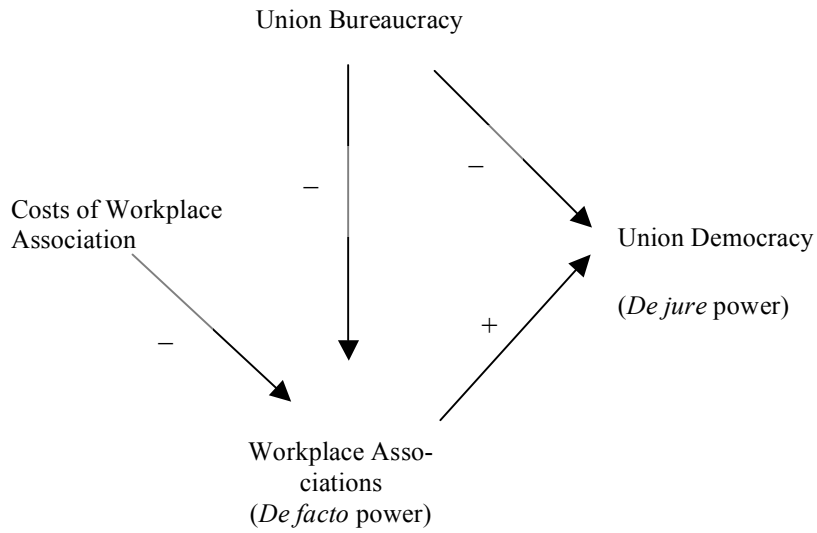 Union Bureaucracy
–
–
Costs of Workplace
Association
Union Democracy
(De jure power)
+
–
Workplace Asso-
ciations
(De facto power)